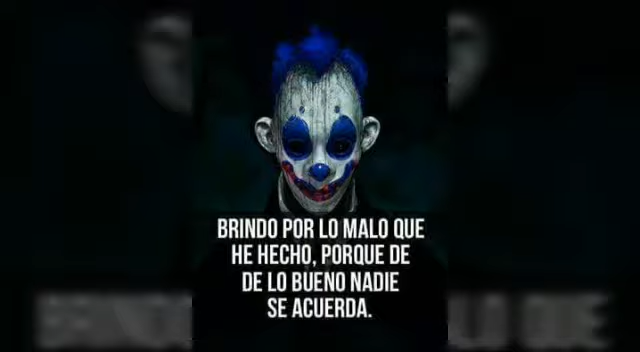 BRINDO POR LO MALO QUE
HE HECHO, PORQUE DE
DE LO BUENO NADIE
SE ACUERDA.